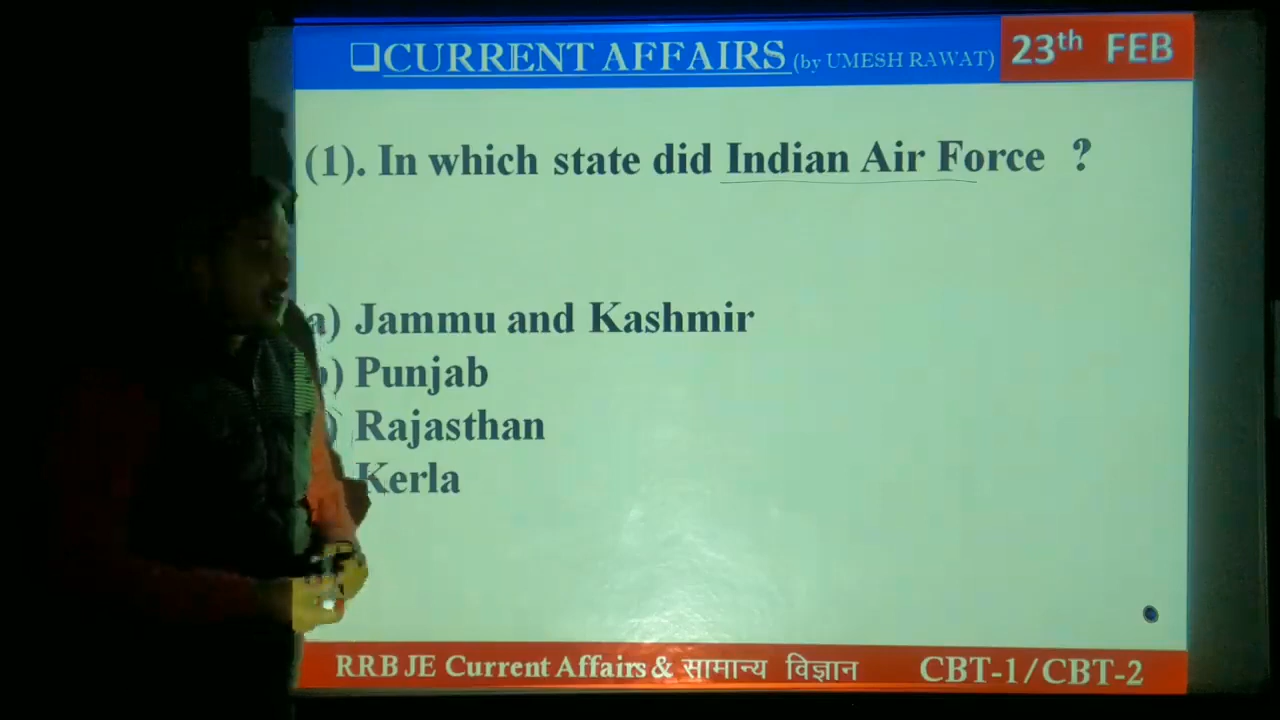 ❑CURRENT AFFAIRS (by UMESH RAWAT) 23th FEB
(1). In which state did Indian Air Force ?
a) Jammu and Kashmir
b) Punjab
) Rajasthan
Kerla
RRB JE Current Affairs & सामान्य विज्ञान CBT-1/CBT-2